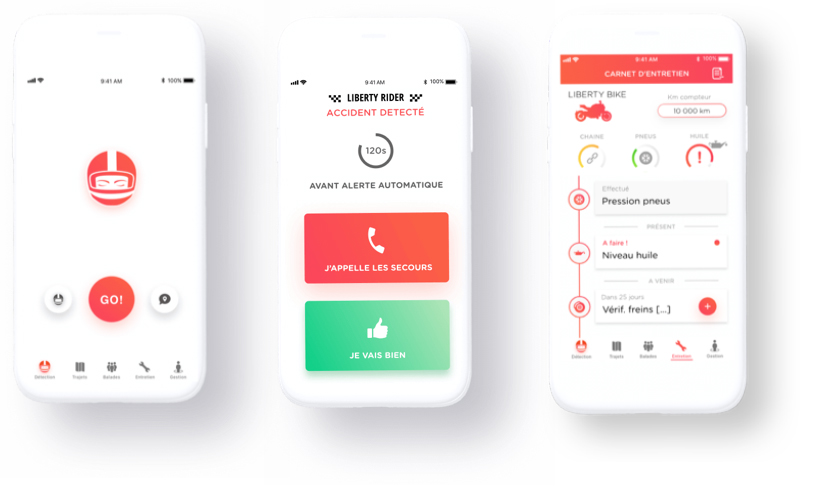 9:41 AM
100%
GO!
Détection
Trajets
Balades
Entretien
Gestion
9:41 AM
100%
LIBERTY RIDER
ACCIDENT DETECTÉ
120s
AVANT ALERTE AUTOMATIQUE
J'APPELLE LES SECOURS
JE VAIS BIEN
9:41 AM
100%
CARNET D'ENTRETIEN
LIBERTY BIKE
Km compteur
10 000 km
CHAINE
PNEUS
HUILE
!
Effectué
Pression pneus
PRÉSENT
A faire !
Niveau huile
A VENIR
Dans 25 jours
Vérif. freins [...]
+
Détection
Trajets
Balades
Entretien
Gestion